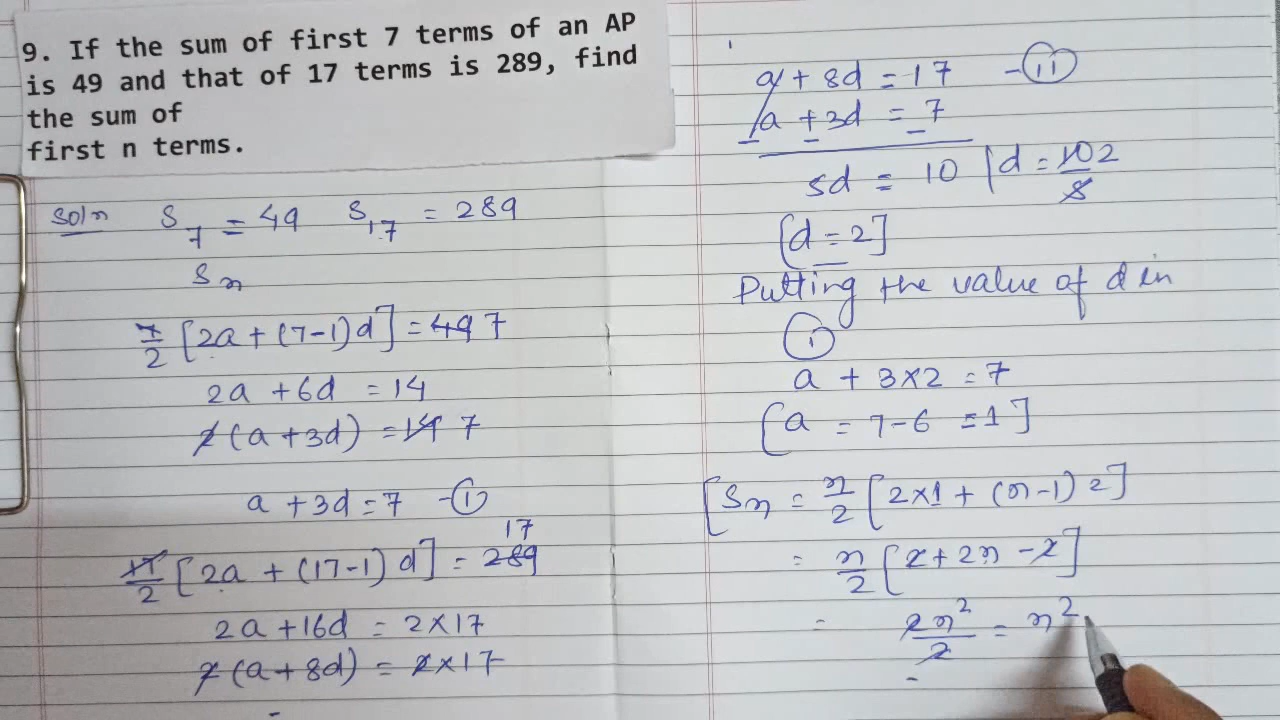 9. If the sum of first 7 terms of an AP
is 49 and that of 17 terms is 289, find
the sum of
first n terms.
Soln S₇ = 49 S₁₇ = 289
Sₙ
7/2 [2a + (7-1)d] = 49 7
2a + 6d = 14
2(a + 3d) = 14 7
a + 3d = 7 - (i)
17/2 [2a + (17-1) d] = 289 17
2a + 16d = 2×17
2(a + 8d) = 2×17
a + 8d = 17 - (ii)
a + 3d = 7
- - -
5d = 10 | d = 10/5 2
[d = 2]
Putting the value of d in
(i)
a + 3×2 = 7
[a = 7-6 = 1]
[Sₙ = n/2 [2×1 + (n-1) 2]
= n/2 [2 + 2n - 2]
= 2n²/2 = n²